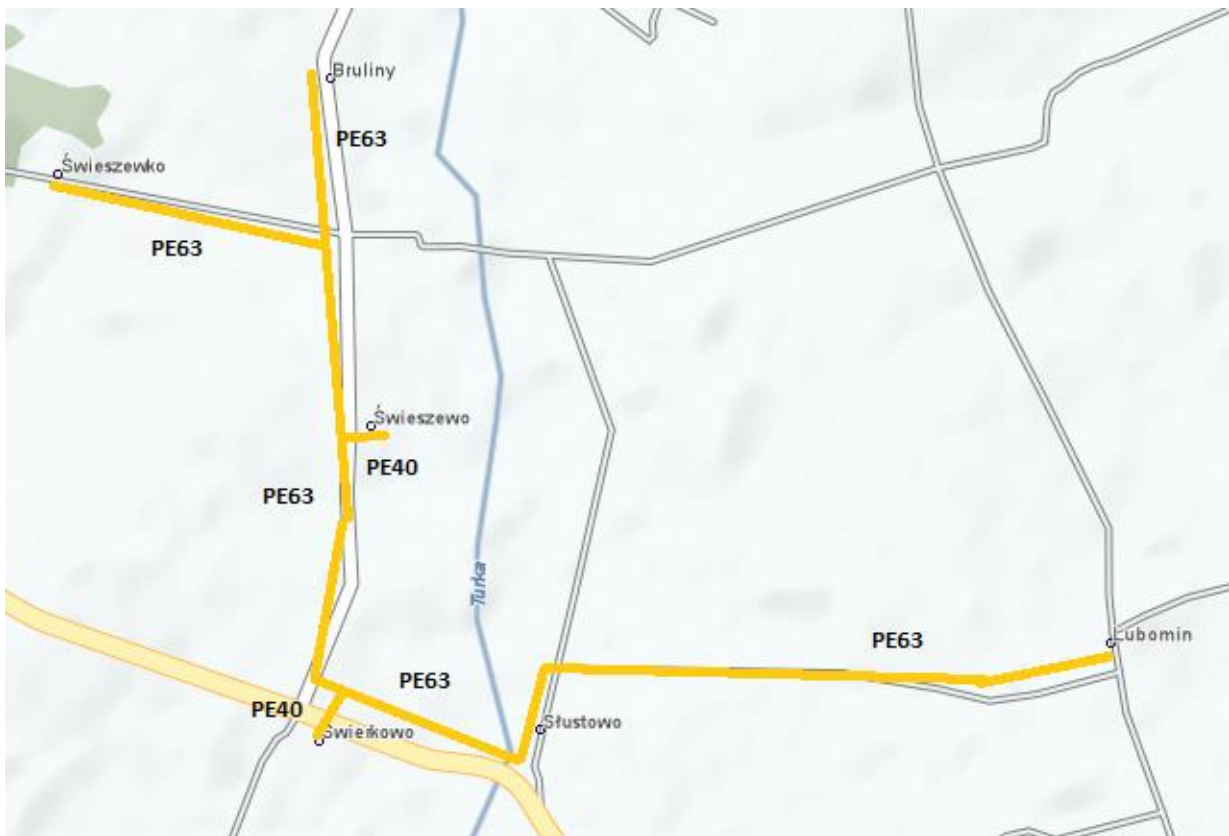 Bruliny
PE63
Świeszewko
PE63
Świeszewo
PE40
PE63
Turka
PE63
Łubomin
PE63
PE40
Słustowo
Świerkowo